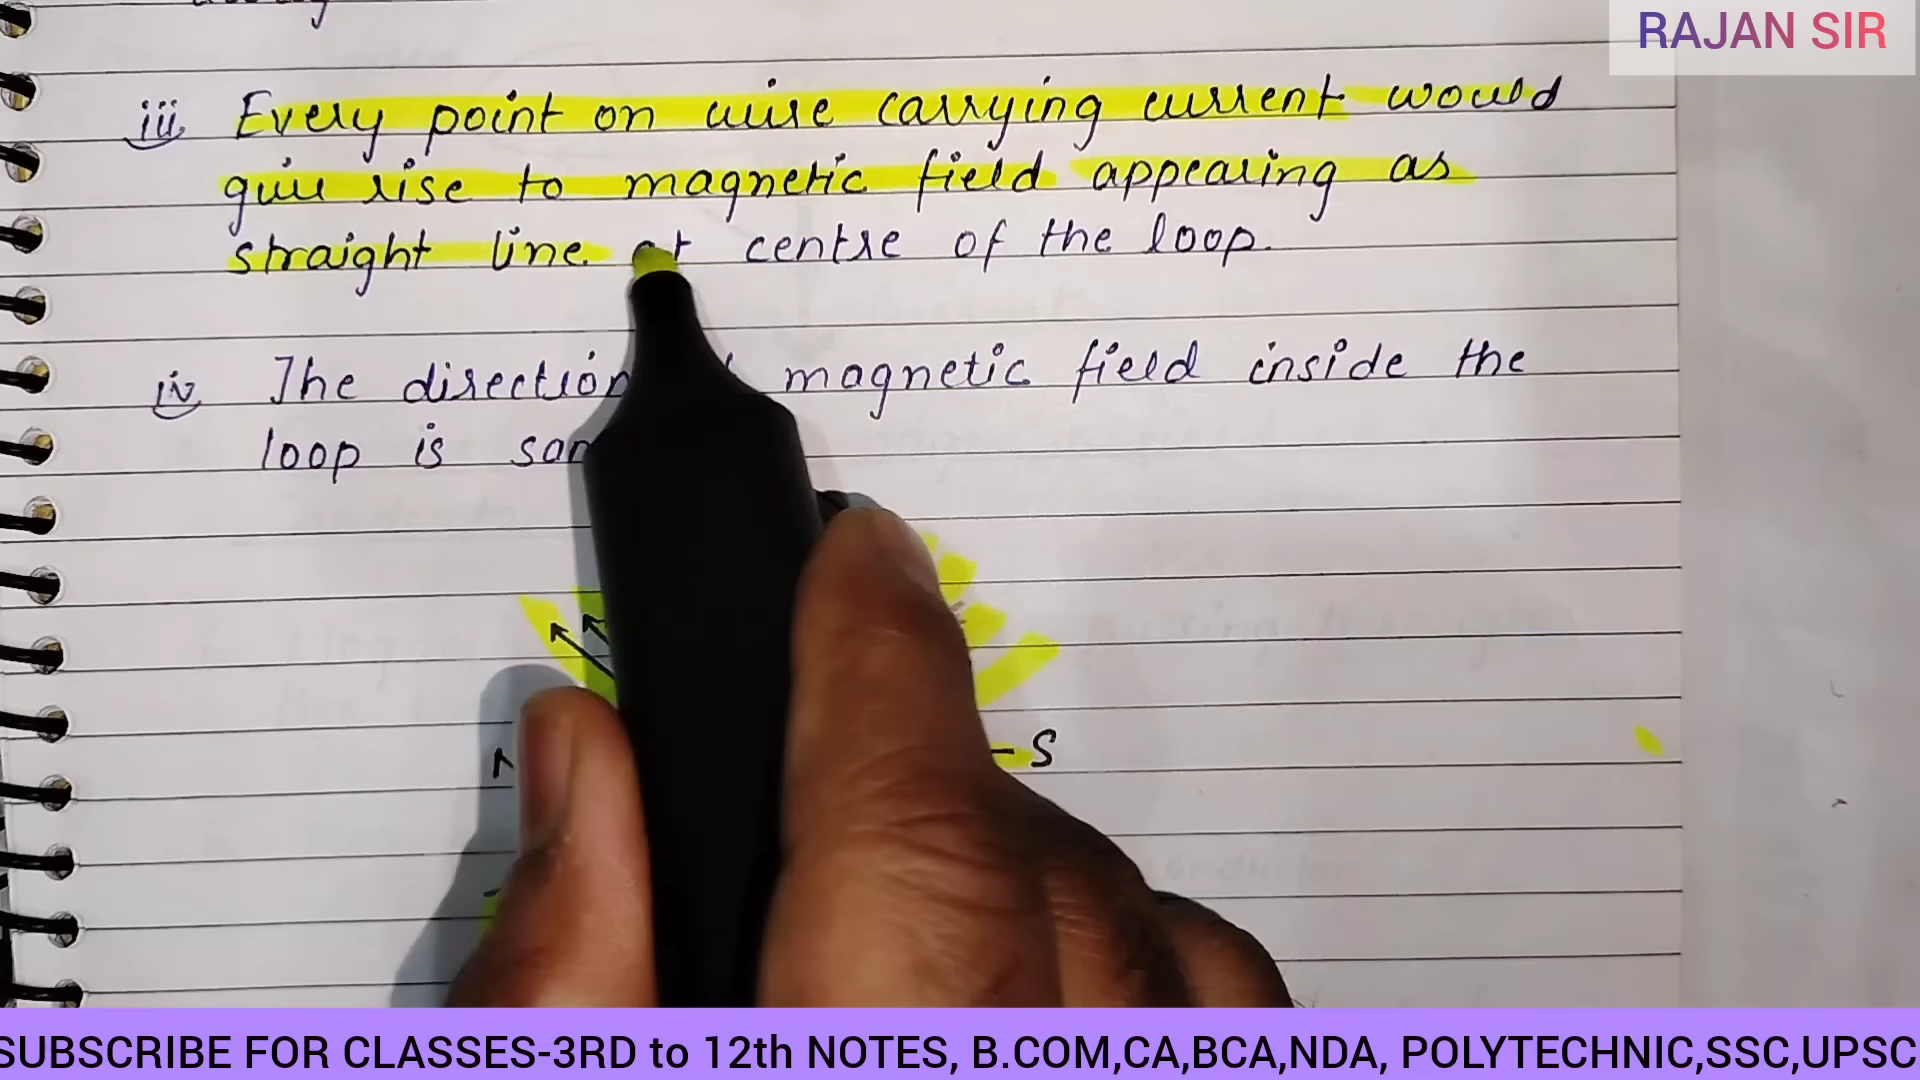 RAJAN SIR
iii, Every point on wire carrying current would
give rise to magnetic field appearing as
straight line at centre of the loop.
iv, The direction magnetic field inside the
loop is
S
SUBSCRIBE FOR CLASSES-3RD to 12th NOTES, B.COM,CA,BCA,NDA, POLYTECHNIC,SSC,UPSC